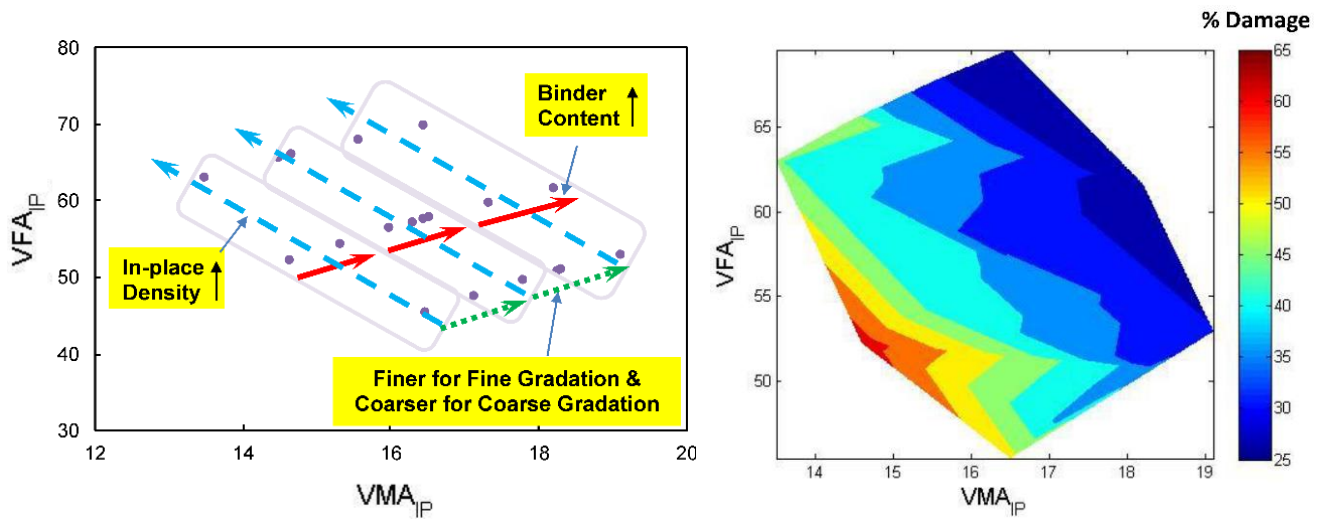 80
70
60
50
40
30
12
14
16
18
20
VFA_IP
VMA_IP
Binder
Content
In-place
Density
Finer for Fine Gradation &
Coarser for Coarse Gradation
% Damage
65
60
55
50
14
15
16
17
18
19
VFA_IP
VMA_IP
65
60
55
50
45
40
35
30
25